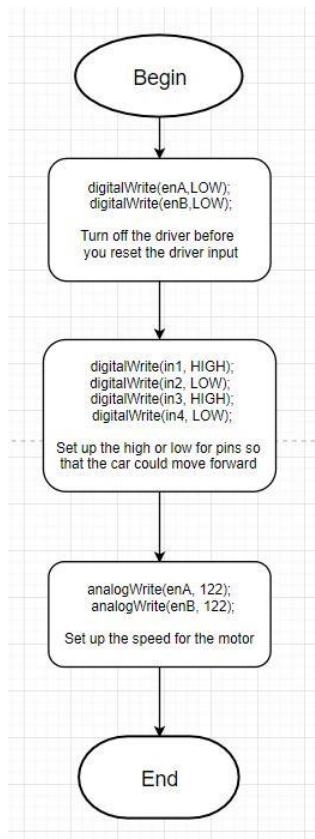 Begin
digitalWrite(enA,LOW);
digitalWrite(enB,LOW);
Turn off the driver before
you reset the driver input
digitalWrite(in1, HIGH);
digitalWrite(in2, LOW);
digitalWrite(in3, HIGH);
digitalWrite(in4, LOW);
Set up the high or low for pins so
that the car could move forward
analogWrite(enA, 122);
analogWrite(enB, 122);
Set up the speed for the motor
End